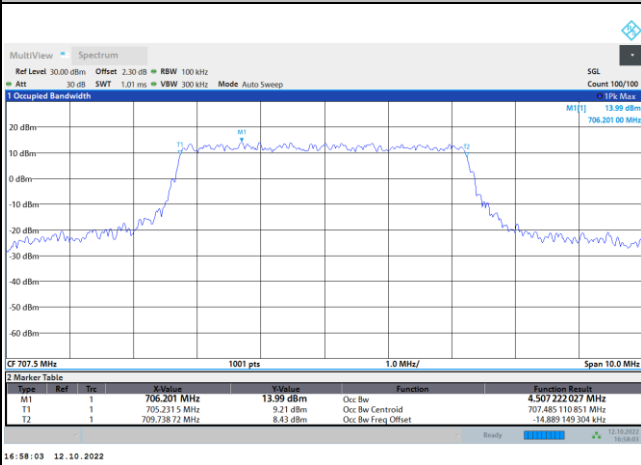 MultiView Spectrum
Ref Level 30.00 dBm Offset 2.30 dB RBW 100 kHz SGL
Att 30 dB SWT 1.01 ms VBW 300 kHz Mode Auto Sweep Count 100/100
1 Occupied Bandwidth 1Pk Max
M1[1] 13.99 dBm
706.201 00 MHz
20 dBm
M1
T1 T2
10 dBm
0 dBm
-10 dBm
-20 dBm
-30 dBm
-40 dBm
-50 dBm
-60 dBm
CF 707.5 MHz 1001 pts 1.0 MHz/ Span 10.0 MHz
2 Marker Table
Type Ref Trc X-Value Y-Value Function Function Result
M1 1 706.201 MHz 13.99 dBm Occ Bw 4.507 222 027 MHz
T1 1 705.231 5 MHz 9.21 dBm Occ Bw Centroid 707.485 110 851 MHz
T2 1 709.738 72 MHz 8.43 dBm Occ Bw Freq Offset -14.889 149 304 kHz
Ready 12.10.2022
16:58:03
16:58:03 12.10.2022